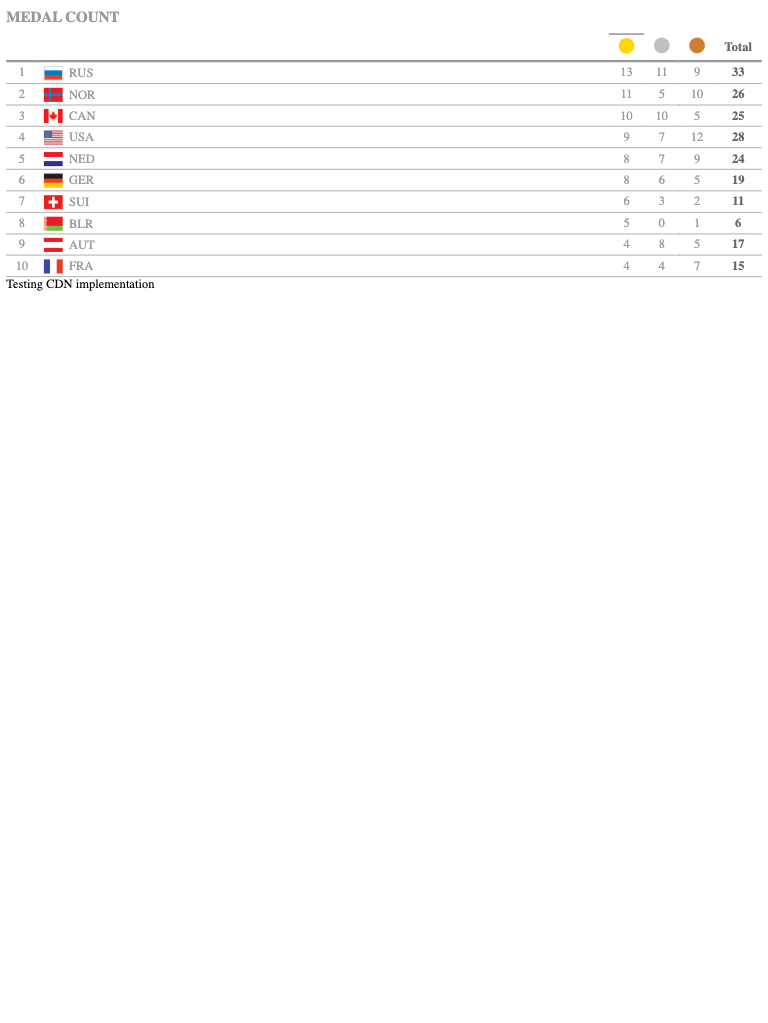 MEDAL COUNT
Total
1 RUS 13 11 9 33
2 NOR 11 5 10 26
3 CAN 10 10 5 25
4 USA 9 7 12 28
5 NED 8 7 9 24
6 GER 8 6 5 19
7 SUI 6 3 2 11
8 BLR 5 0 1 6
9 AUT 4 8 5 17
10 FRA 4 4 7 15
Testing CDN implementation